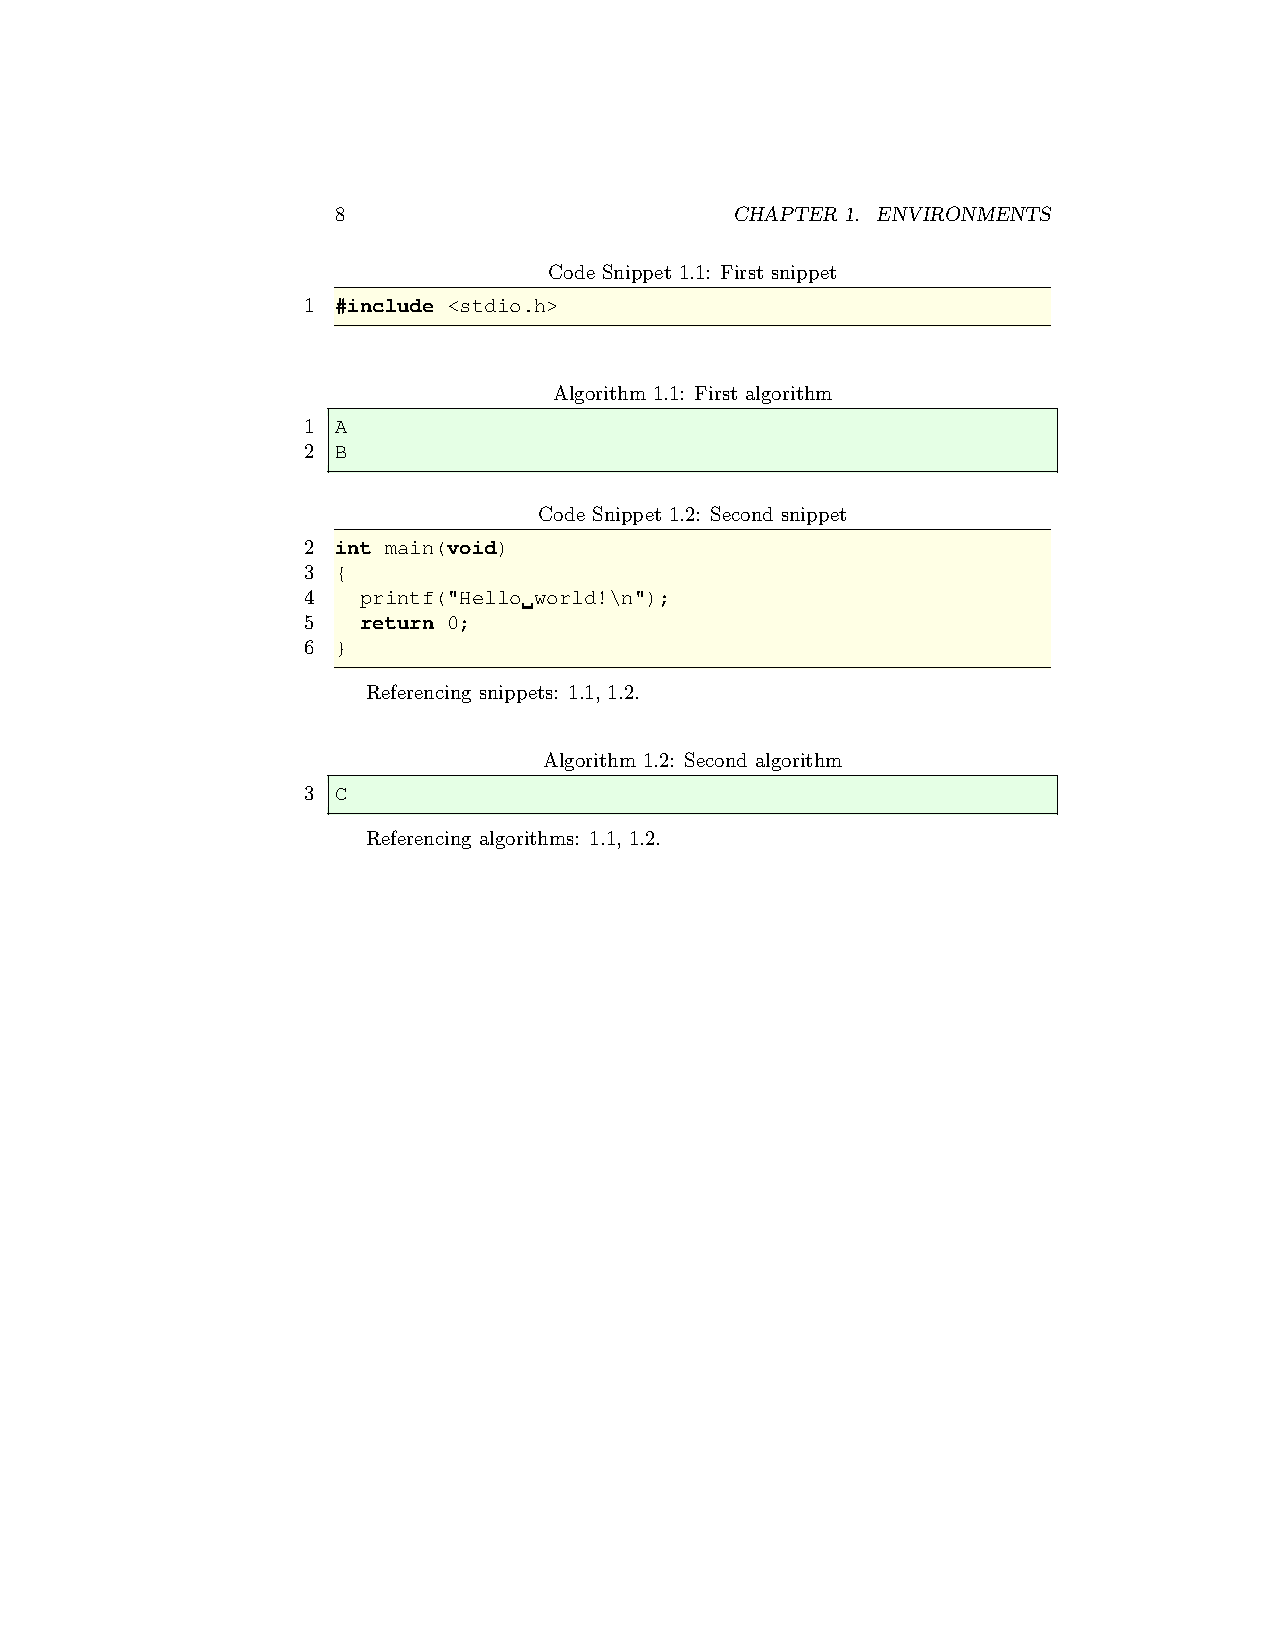 8 CHAPTER 1. ENVIRONMENTS
Code Snippet 1.1: First snippet
1 #include <stdio.h>
Algorithm 1.1: First algorithm
1 A
2 B
Code Snippet 1.2: Second snippet
2 int main(void)
3 {
4   printf("Hello␣world!\n");
5   return 0;
6 }
Referencing snippets: 1.1, 1.2.
Algorithm 1.2: Second algorithm
3 C
Referencing algorithms: 1.1, 1.2.